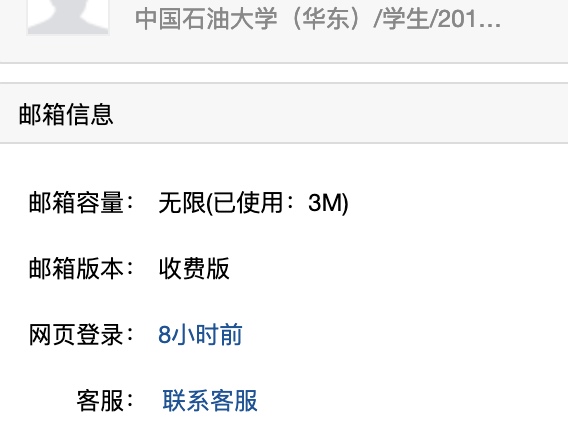 中国石油大学（华东）/学生/201...
邮箱信息
邮箱容量： 无限(已使用：3M)
邮箱版本： 收费版
网页登录： 8小时前
客服： 联系客服